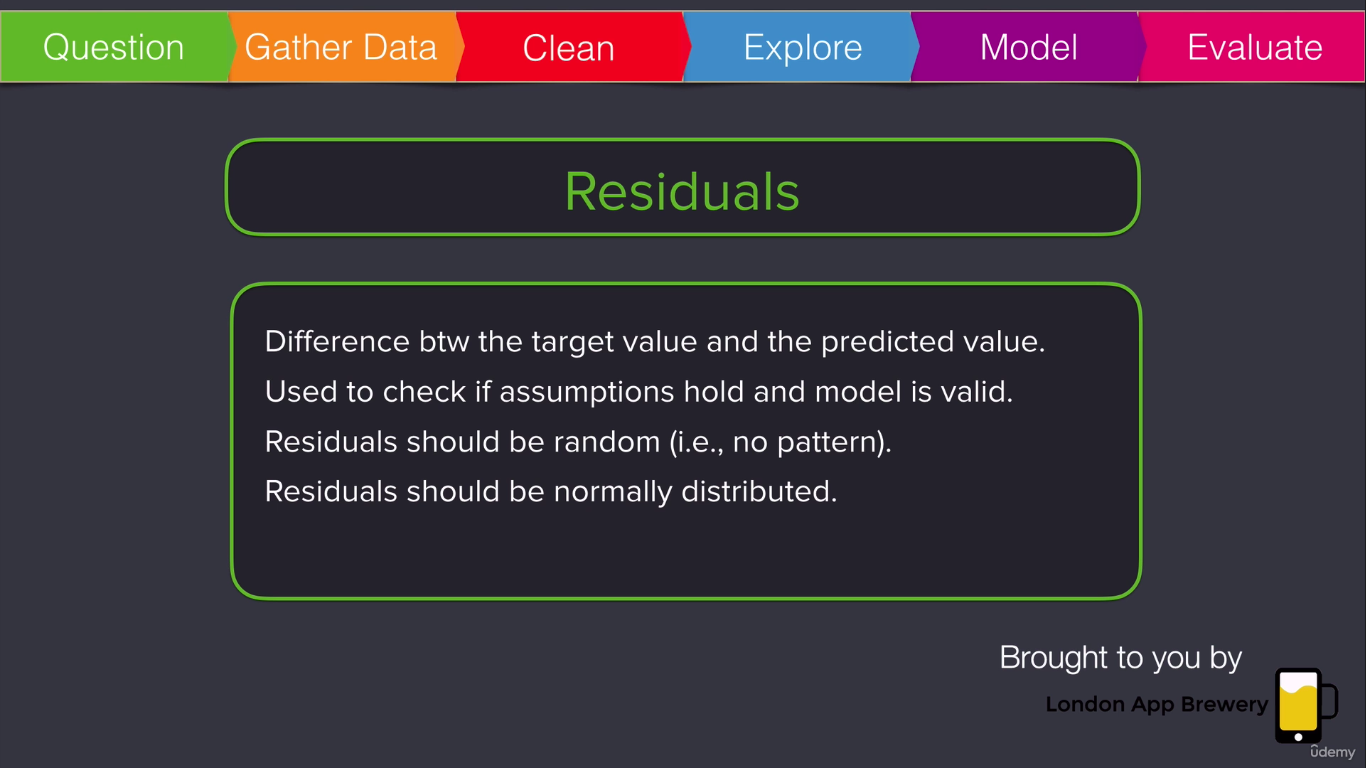 Question Gather Data Clean Explore Model Evaluate
Residuals
Difference btw the target value and the predicted value.
Used to check if assumptions hold and model is valid.
Residuals should be random (i.e., no pattern).
Residuals should be normally distributed.
Brought to you by
London App Brewery
ûdemy